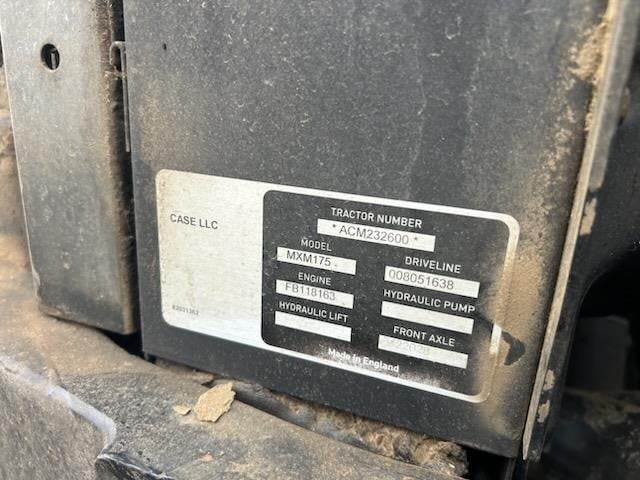 CASE LLC
TRACTOR NUMBER
* ACM232600 *
MODEL
MXM175
DRIVELINE
008051638
ENGINE
FB118163
HYDRAULIC PUMP
HYDRAULIC LIFT
FRONT AXLE
Made in England